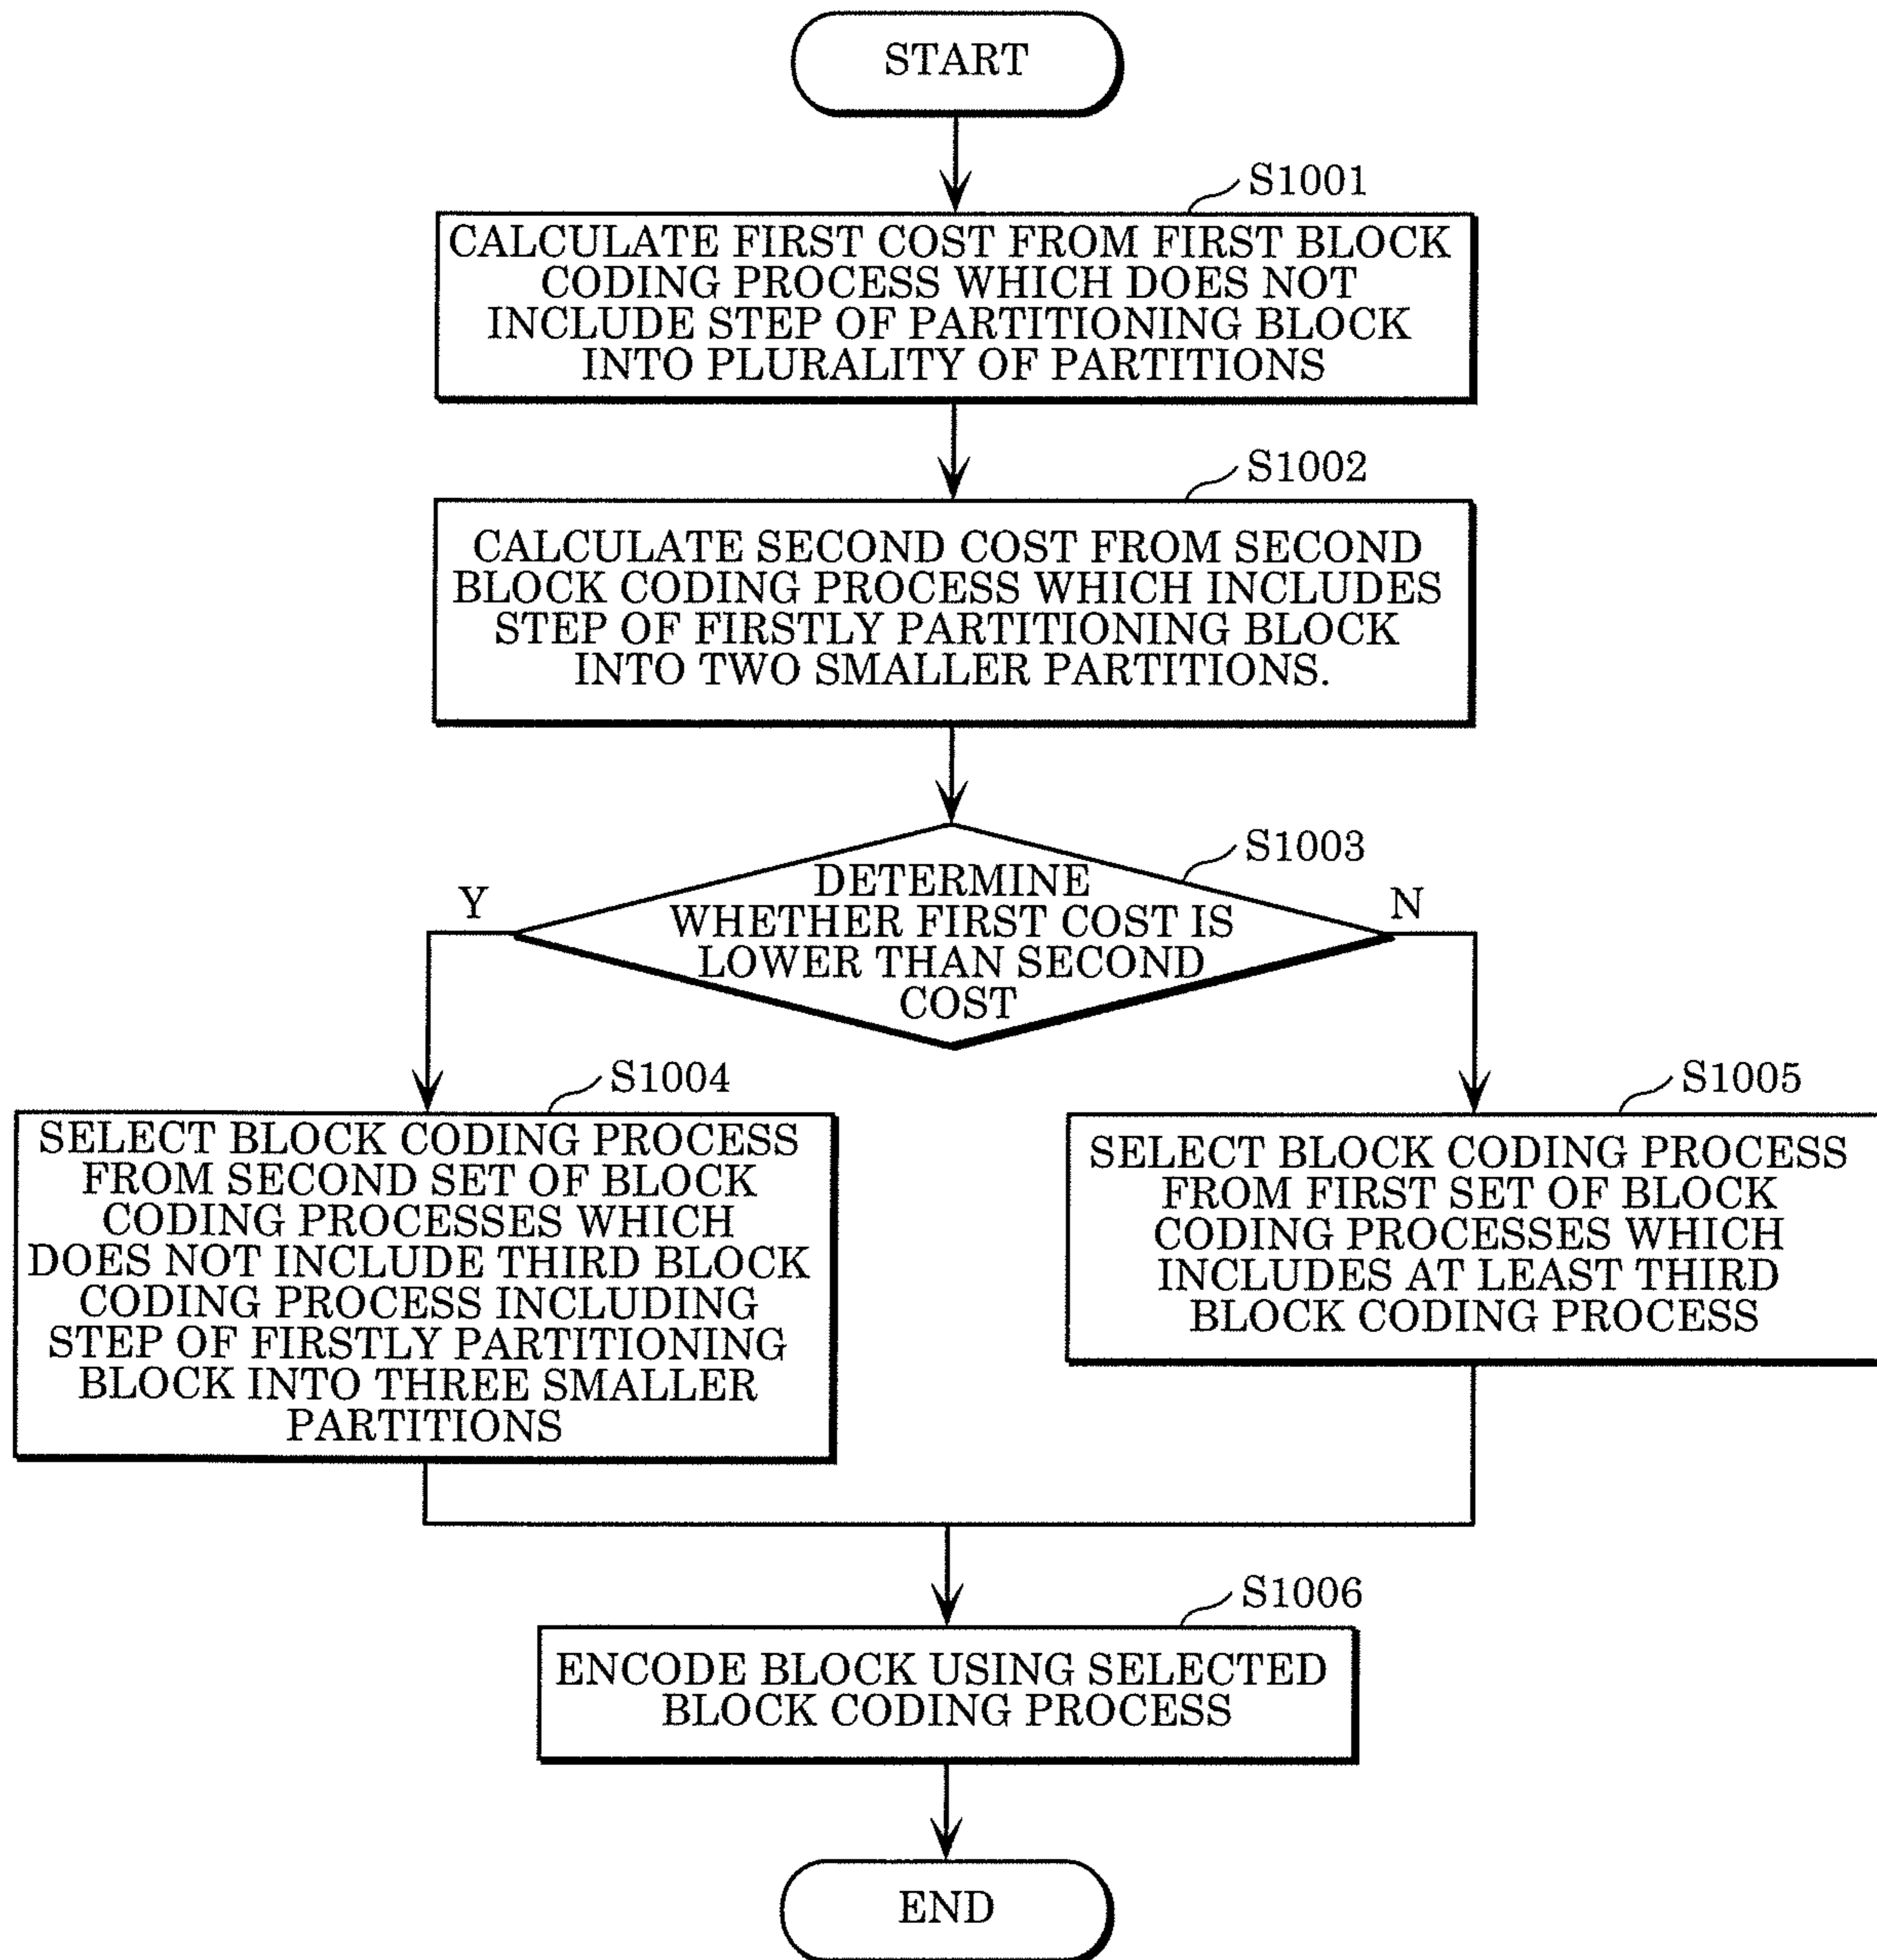 START
S1001
CALCULATE FIRST COST FROM FIRST BLOCK
CODING PROCESS WHICH DOES NOT
INCLUDE STEP OF PARTITIONING BLOCK
INTO PLURALITY OF PARTITIONS
S1002
CALCULATE SECOND COST FROM SECOND
BLOCK CODING PROCESS WHICH INCLUDES
STEP OF FIRSTLY PARTITIONING BLOCK
INTO TWO SMALLER PARTITIONS.
S1003
DETERMINE
WHETHER FIRST COST IS
LOWER THAN SECOND
COST
Y
N
S1004
SELECT BLOCK CODING PROCESS
FROM SECOND SET OF BLOCK
CODING PROCESSES WHICH
DOES NOT INCLUDE THIRD BLOCK
CODING PROCESS INCLUDING
STEP OF FIRSTLY PARTITIONING
BLOCK INTO THREE SMALLER
PARTITIONS
S1005
SELECT BLOCK CODING PROCESS
FROM FIRST SET OF BLOCK
CODING PROCESSES WHICH
INCLUDES AT LEAST THIRD
BLOCK CODING PROCESS
S1006
ENCODE BLOCK USING SELECTED
BLOCK CODING PROCESS
END